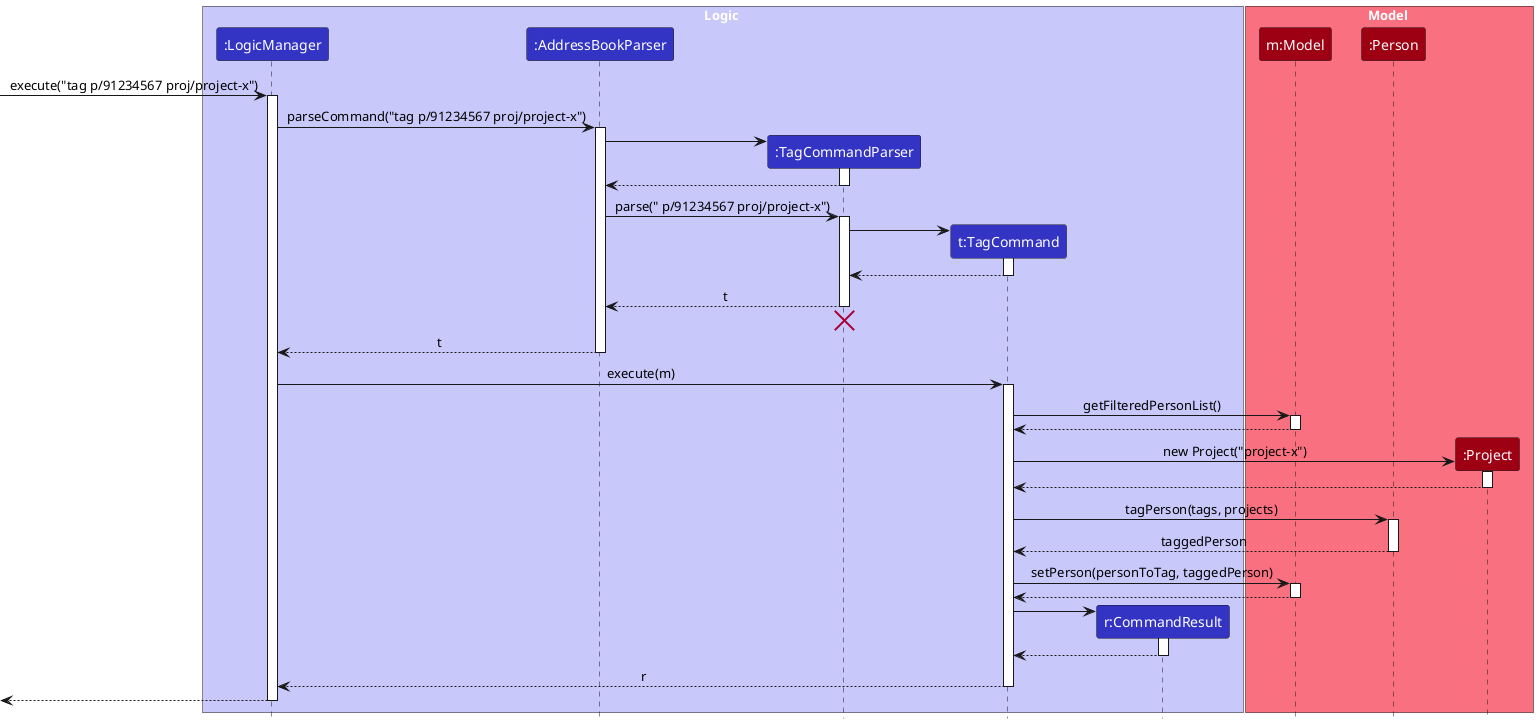 Logic
Model
:LogicManager
:AddressBookParser
m:Model
:Person
execute("tag p/91234567 proj/project-x")
parseCommand("tag p/91234567 proj/project-x")
:TagCommandParser
parse(" p/91234567 proj/project-x")
t:TagCommand
t
t
execute(m)
getFilteredPersonList()
new Project("project-x")
:Project
tagPerson(tags, projects)
taggedPerson
setPerson(personToTag, taggedPerson)
r:CommandResult
r